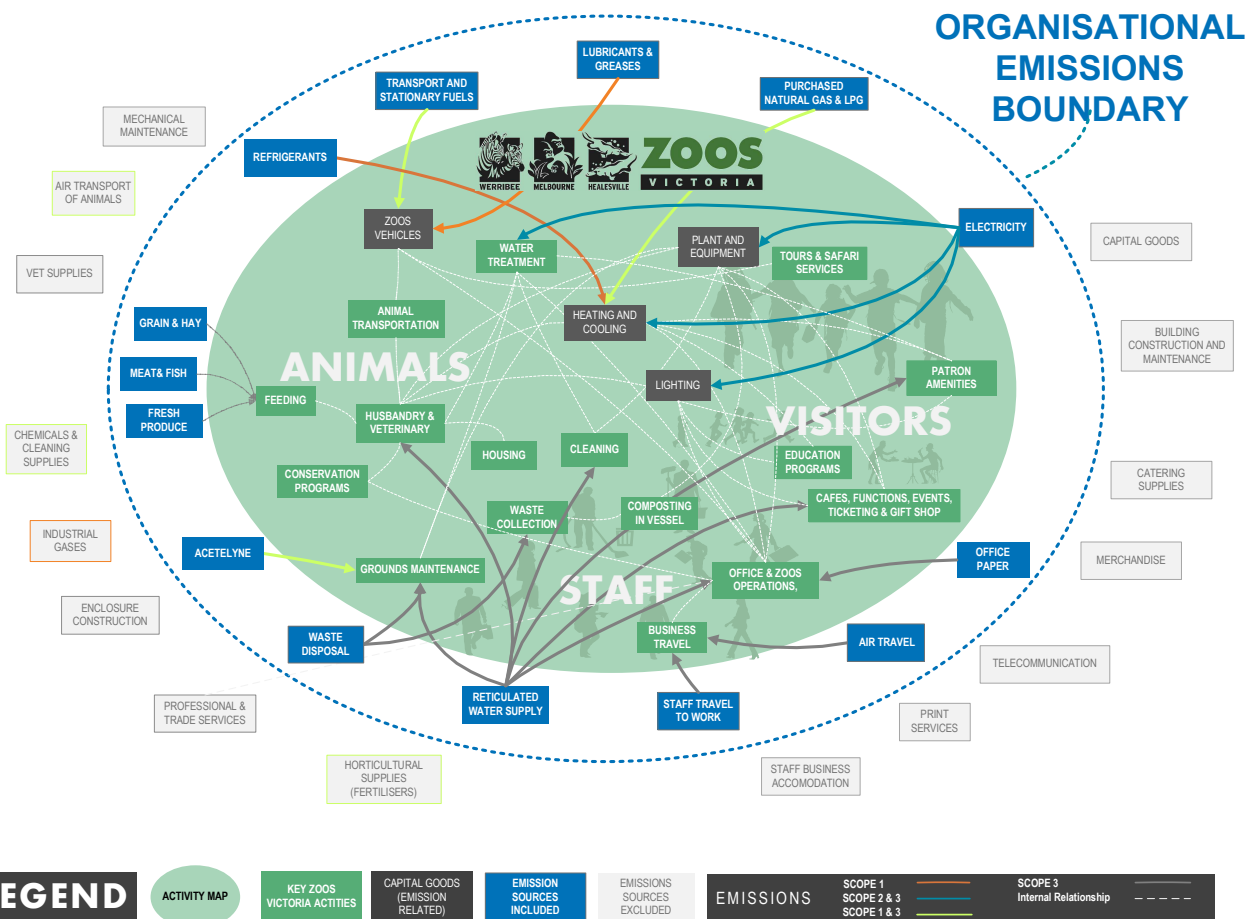 ORGANISATIONAL
EMISSIONS
BOUNDARY
LUBRICANTS &
GREASES
TRANSPORT AND
STATIONARY FUELS
PURCHASED
NATURAL GAS & LPG
MECHANICAL
MAINTENANCE
REFRIGERANTS
ZOOS
VICTORIA
WERRIBEE
MELBOURNE
HEALESVILLE
AIR TRANSPORT
OF ANIMALS
ZOOS
VEHICLES
WATER
TREATMENT
PLANT AND
EQUIPMENT
TOURS & SAFARI
SERVICES
ELECTRICITY
CAPITAL GOODS
VET SUPPLIES
GRAIN & HAY
ANIMAL
TRANSPORTATION
HEATING AND
COOLING
BUILDING
CONSTRUCTION AND
MAINTENANCE
ANIMALS
MEAT& FISH
LIGHTING
PATRON
AMENITIES
FEEDING
FRESH
PRODUCE
HUSBANDRY &
VETERINARY
VISITORS
CHEMICALS &
CLEANING
SUPPLIES
HOUSING
CLEANING
EDUCATION
PROGRAMS
CONSERVATION
PROGRAMS
CATERING
SUPPLIES
WASTE
COLLECTION
COMPOSTING
IN VESSEL
CAFES, FUNCTIONS, EVENTS,
TICKETING & GIFT SHOP
INDUSTRIAL
GASES
ACETELYNE
GROUNDS MAINTENANCE
STAFF
OFFICE & ZOOS
OPERATIONS,
OFFICE
PAPER
MERCHANDISE
ENCLOSURE
CONSTRUCTION
WASTE
DISPOSAL
BUSINESS
TRAVEL
AIR TRAVEL
TELECOMMUNICATION
PROFESSIONAL &
TRADE SERVICES
RETICULATED
WATER SUPPLY
STAFF TRAVEL
TO WORK
PRINT
SERVICES
HORTICULTURAL
SUPPLIES
(FERTILISERS)
STAFF BUSINESS
ACCOMODATION
EGEND
ACTIVITY MAP
KEY ZOOS
VICTORIA ACTITIES
CAPITAL GOODS
(EMISSION
RELATED)
EMISSION
SOURCES
INCLUDED
EMISSIONS
SOURCES
EXCLUDED
EMISSIONS
SCOPE 1
SCOPE 2 & 3
SCOPE 1 & 3
SCOPE 3
Internal Relationship